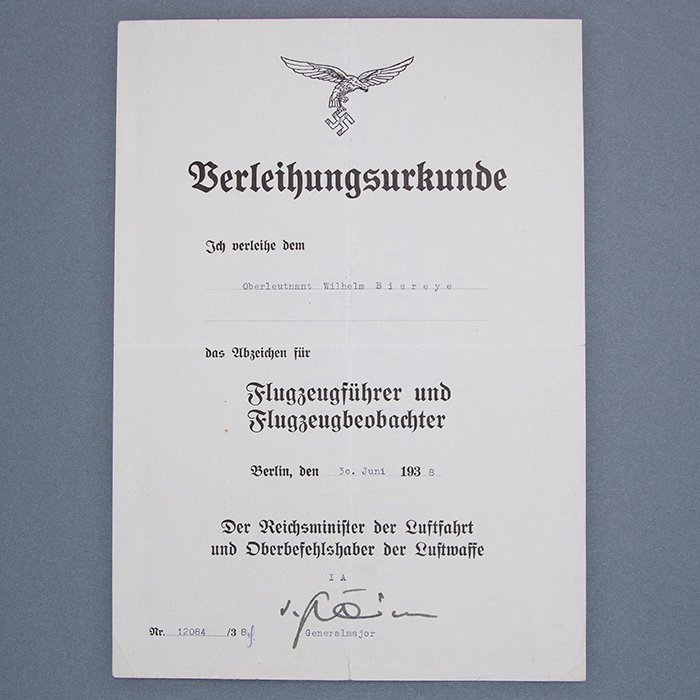 Verleihungsurkunde
Ich verleihe dem
Oberleutnant Wilhelm Biereye
das Abzeichen für
Flugzeugführer und
Flugzeugbeobachter
Berlin, den 30. Juni 1938
Der Reichsminister der Luftfahrt
und Oberbefehlshaber der Luftwaffe
I A
Nr. 12084 /38
Generalmajor